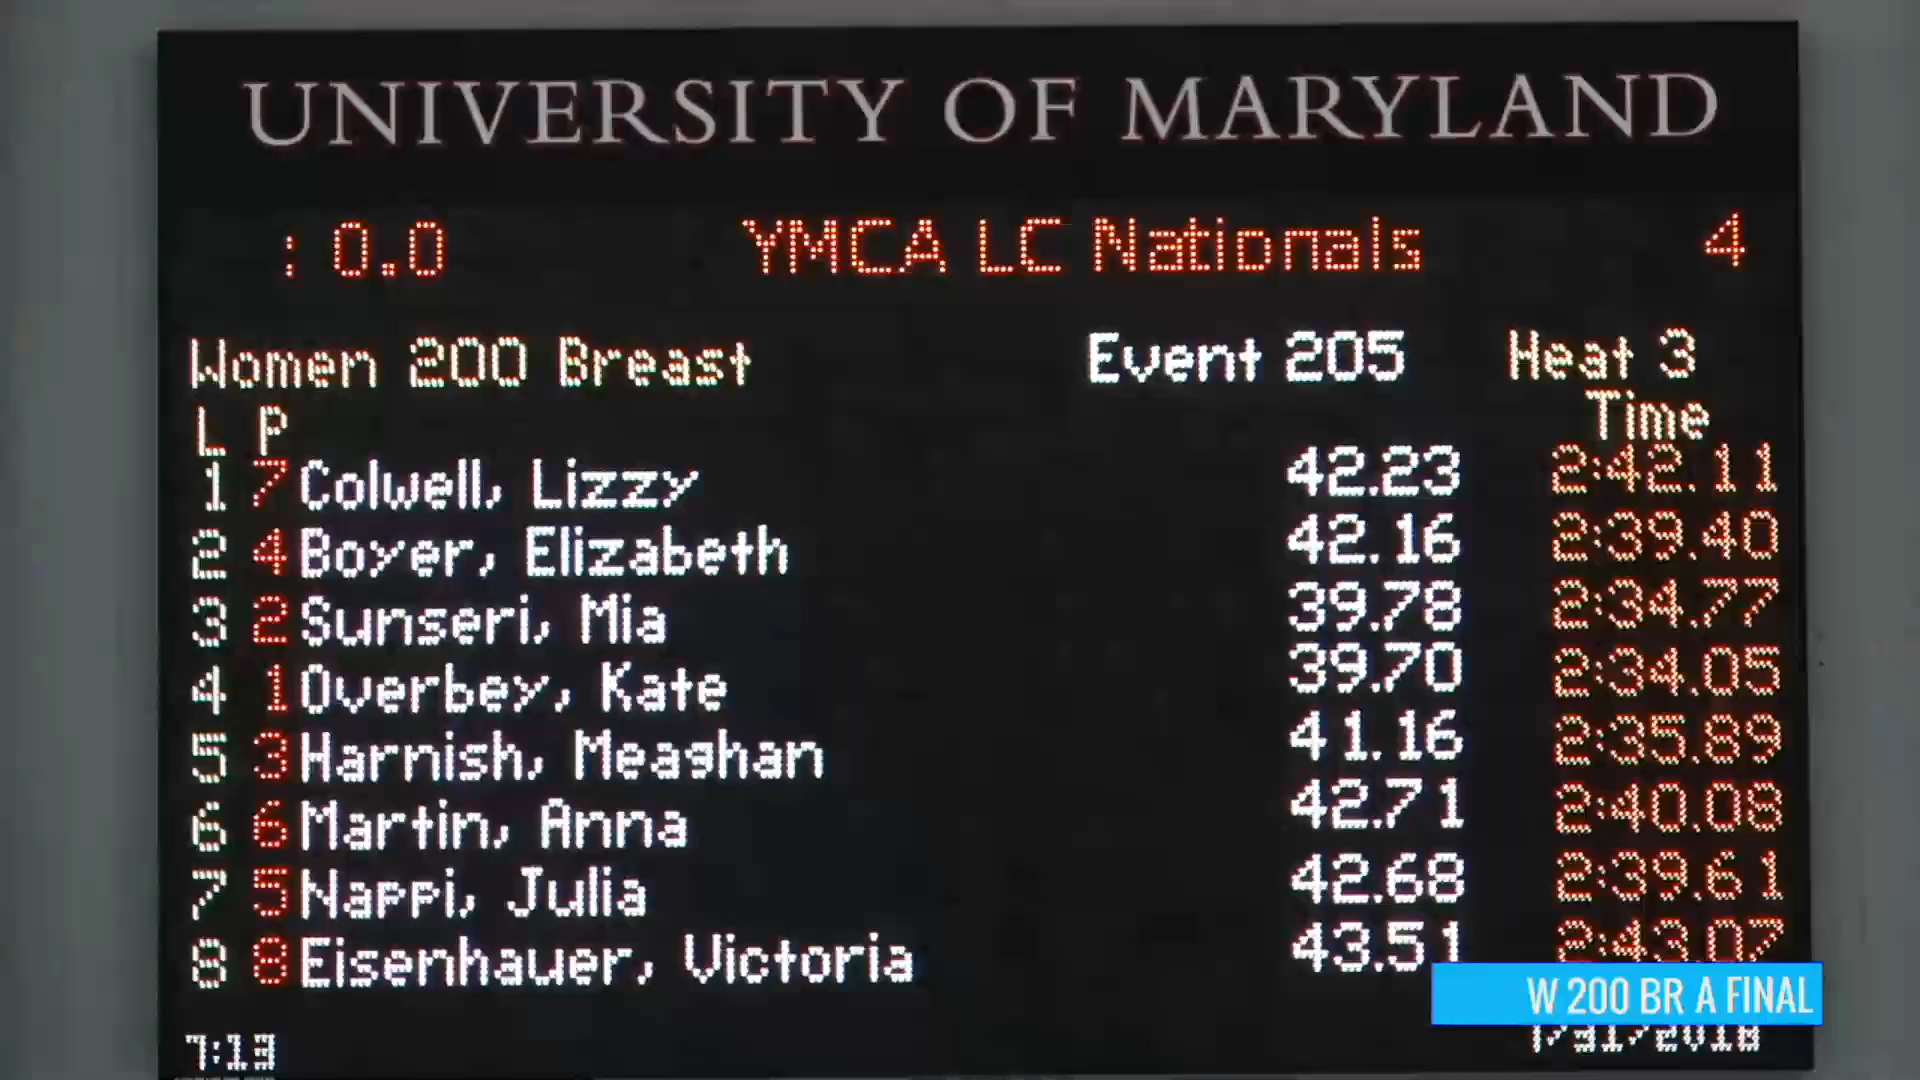 UNIVERSITY OF MARYLAND
: 0.0 YMCA LC Nationals 4
Women 200 Breast Event 205 Heat 3
L P Time
1 7 Colwell, Lizzy 42.23 2:42.11
2 4 Boyer, Elizabeth 42.16 2:39.40
3 2 Sunseri, Mia 39.78 2:34.77
4 1 Overbey, Kate 39.70 2:34.05
5 3 Harnish, Meaghan 41.16 2:35.89
6 6 Martin, Anna 42.71 2:40.08
7 5 Nappi, Julia 42.68 2:39.61
8 8 Eisenhauer, Victoria 43.51 2:43.07
W 200 BR A FINAL
7:13 7/31/2018